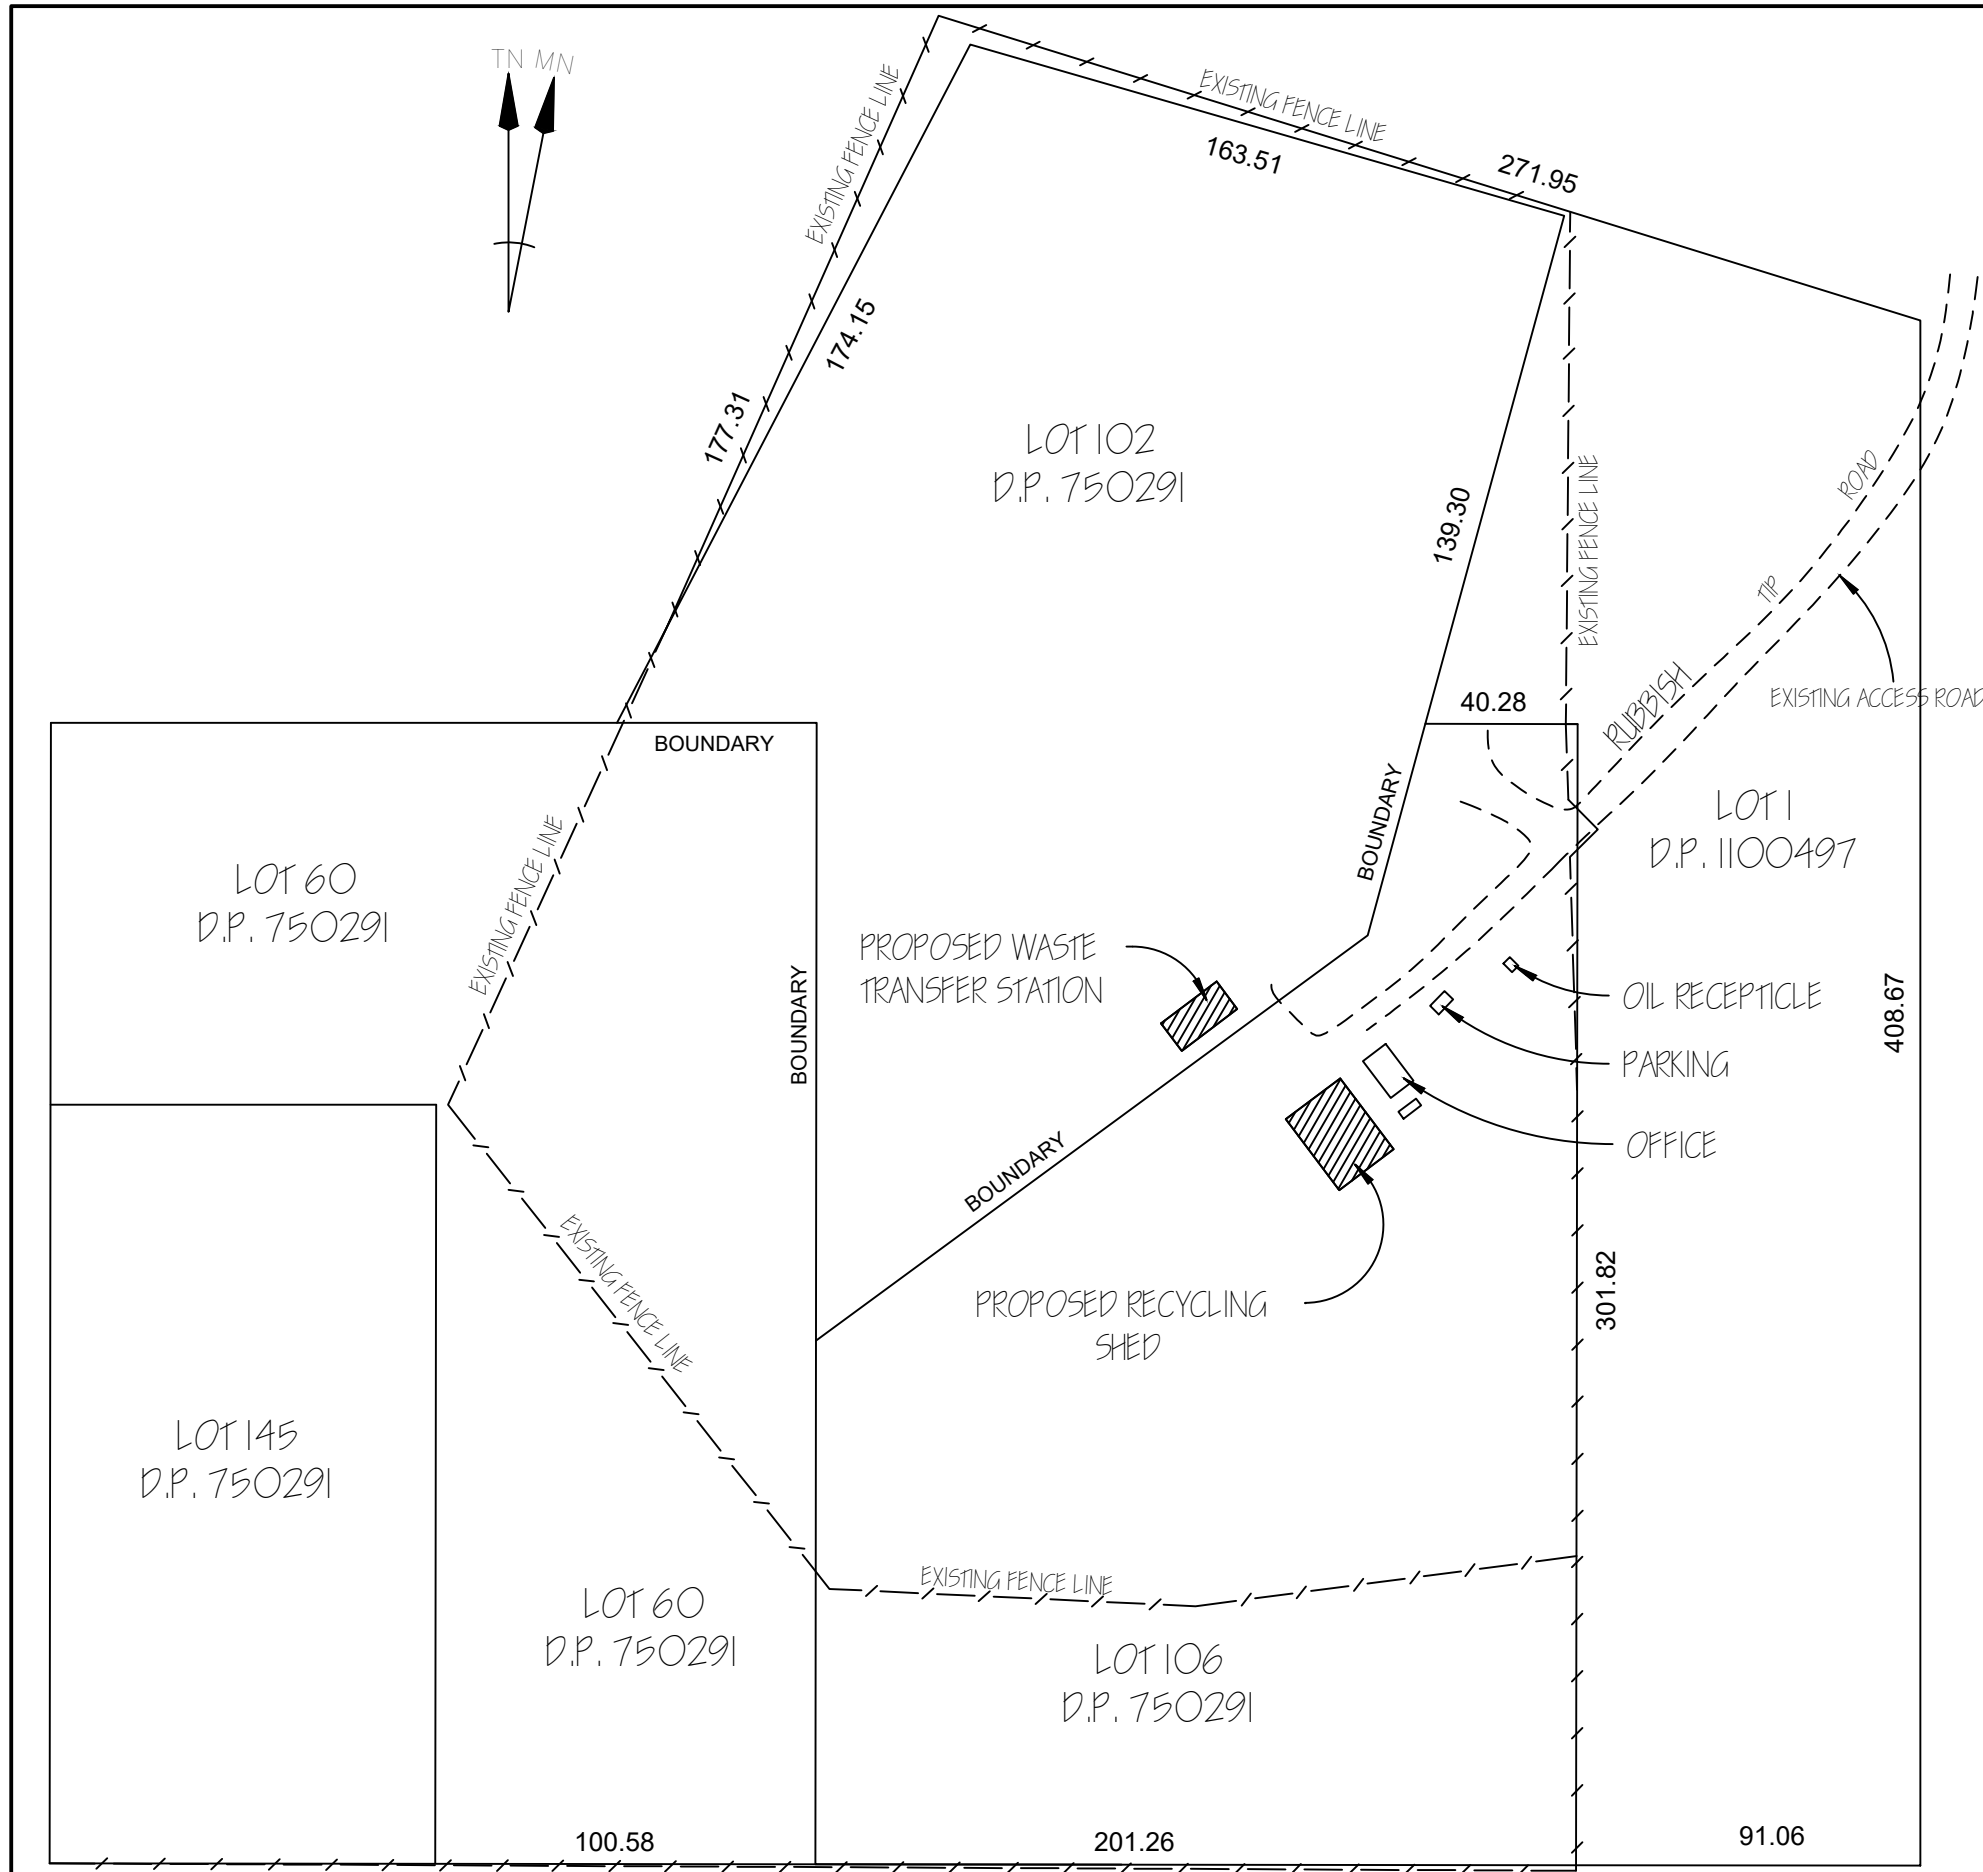 TN MN
EXISTING FENCE LINE
EXISTING FENCE LINE
163.51
271.95
174.15
177.31
LOT 102
D.P. 750291
139.30
EXISTING FENCE LINE
ROAD
TIP
RUBBISH
EXISTING ACCESS ROAD
40.28
BOUNDARY
BOUNDARY
LOT 1
D.P. 1100497
LOT 60
D.P. 750291
EXISTING FENCE LINE
BOUNDARY
PROPOSED WASTE
TRANSFER STATION
OIL RECEPTICLE
PARKING
OFFICE
408.67
BOUNDARY
EXISTING FENCE LINE
PROPOSED RECYCLING
SHED
301.82
LOT 145
D.P. 750291
EXISTING FENCE LINE
LOT 60
D.P. 750291
LOT 106
D.P. 750291
100.58
201.26
91.06